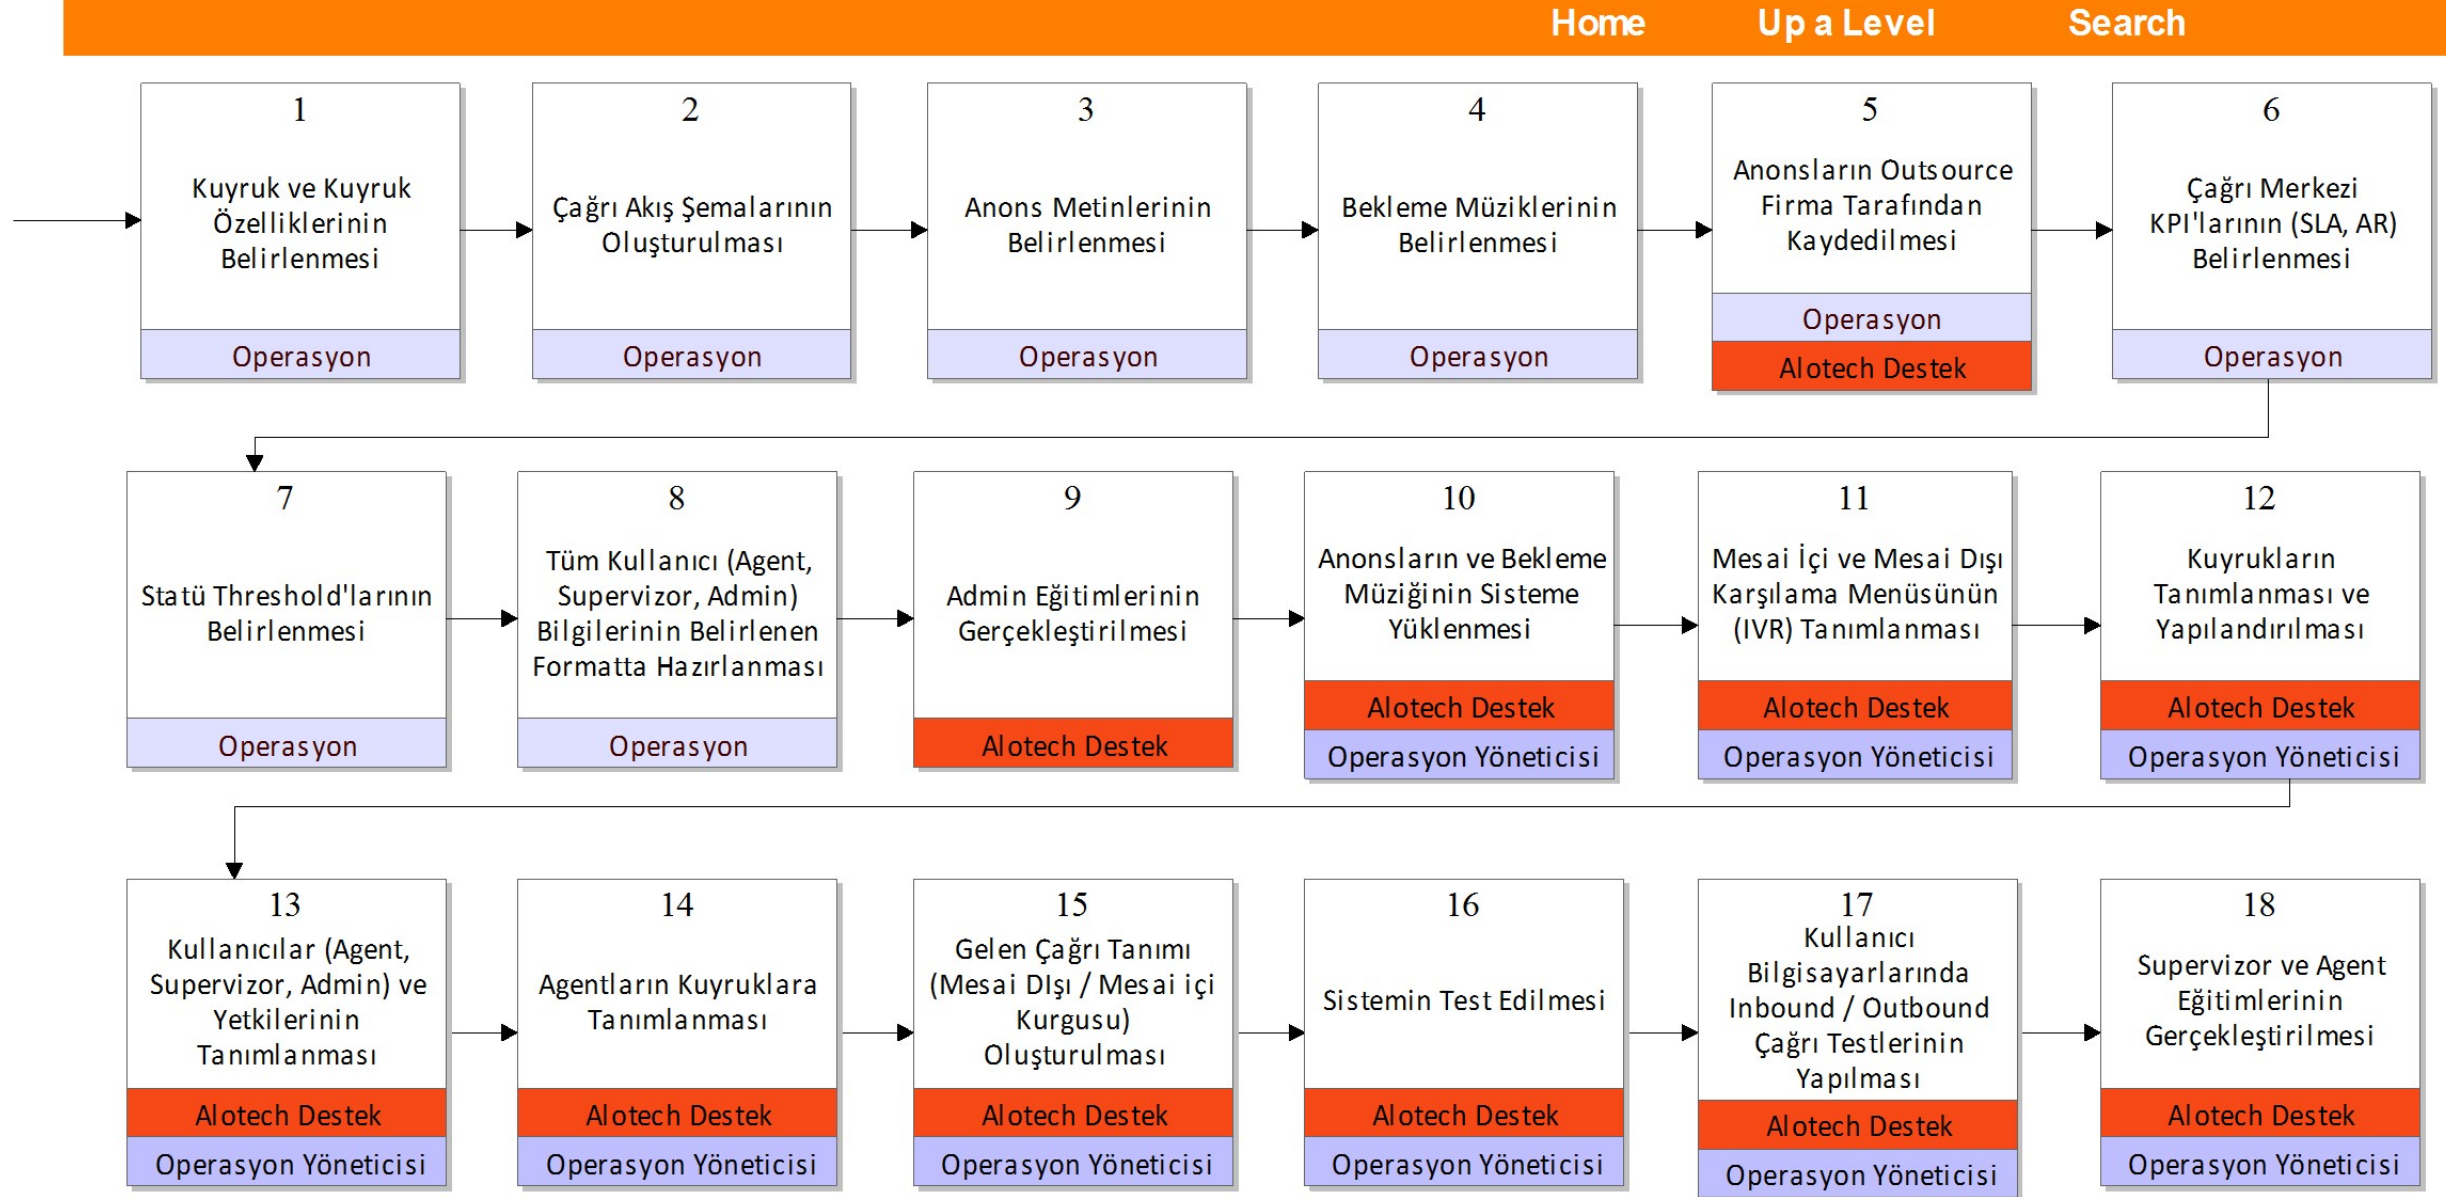 Home Up a Level Search
1
Kuyruk ve Kuyruk
Özelliklerinin
Belirlenmesi
Operasyon
2
Çağrı Akış Şemalarının
Oluşturulması
Operasyon
3
Anons Metinlerinin
Belirlenmesi
Operasyon
4
Bekleme Müziklerinin
Belirlenmesi
Operasyon
5
Anonsların Outsource
Firma Tarafından
Kaydedilmesi
Operasyon
Alotech Destek
6
Çağrı Merkezi
KPI'larının (SLA, AR)
Belirlenmesi
Operasyon
7
Statü Threshold'larının
Belirlenmesi
Operasyon
8
Tüm Kullanıcı (Agent,
Supervizor, Admin)
Bilgilerinin Belirlenen
Formatta Hazırlanması
Operasyon
9
Admin Eğitimlerinin
Gerçekleştirilmesi
Alotech Destek
10
Anonsların ve Bekleme
Müziğinin Sisteme
Yüklenmesi
Alotech Destek
Operasyon Yöneticisi
11
Mesai İçi ve Mesai Dışı
Karşılama Menüsünün
(IVR) Tanımlanması
Alotech Destek
Operasyon Yöneticisi
12
Kuyrukların
Tanımlanması ve
Yapılandırılması
Alotech Destek
Operasyon Yöneticisi
13
Kullanıcılar (Agent,
Supervizor, Admin) ve
Yetkilerinin
Tanımlanması
Alotech Destek
Operasyon Yöneticisi
14
Agentların Kuyruklara
Tanımlanması
Alotech Destek
Operasyon Yöneticisi
15
Gelen Çağrı Tanımı
(Mesai DIşı / Mesai içi
Kurgusu)
Oluşturulması
Alotech Destek
Operasyon Yöneticisi
16
Sistemin Test Edilmesi
Alotech Destek
Operasyon Yöneticisi
17
Kullanıcı
Bilgisayarlarında
Inbound / Outbound
Çağrı Testlerinin
Yapılması
Alotech Destek
Operasyon Yöneticisi
18
Supervizor ve Agent
Eğitimlerinin
Gerçekleştirilmesi
Alotech Destek
Operasyon Yöneticisi